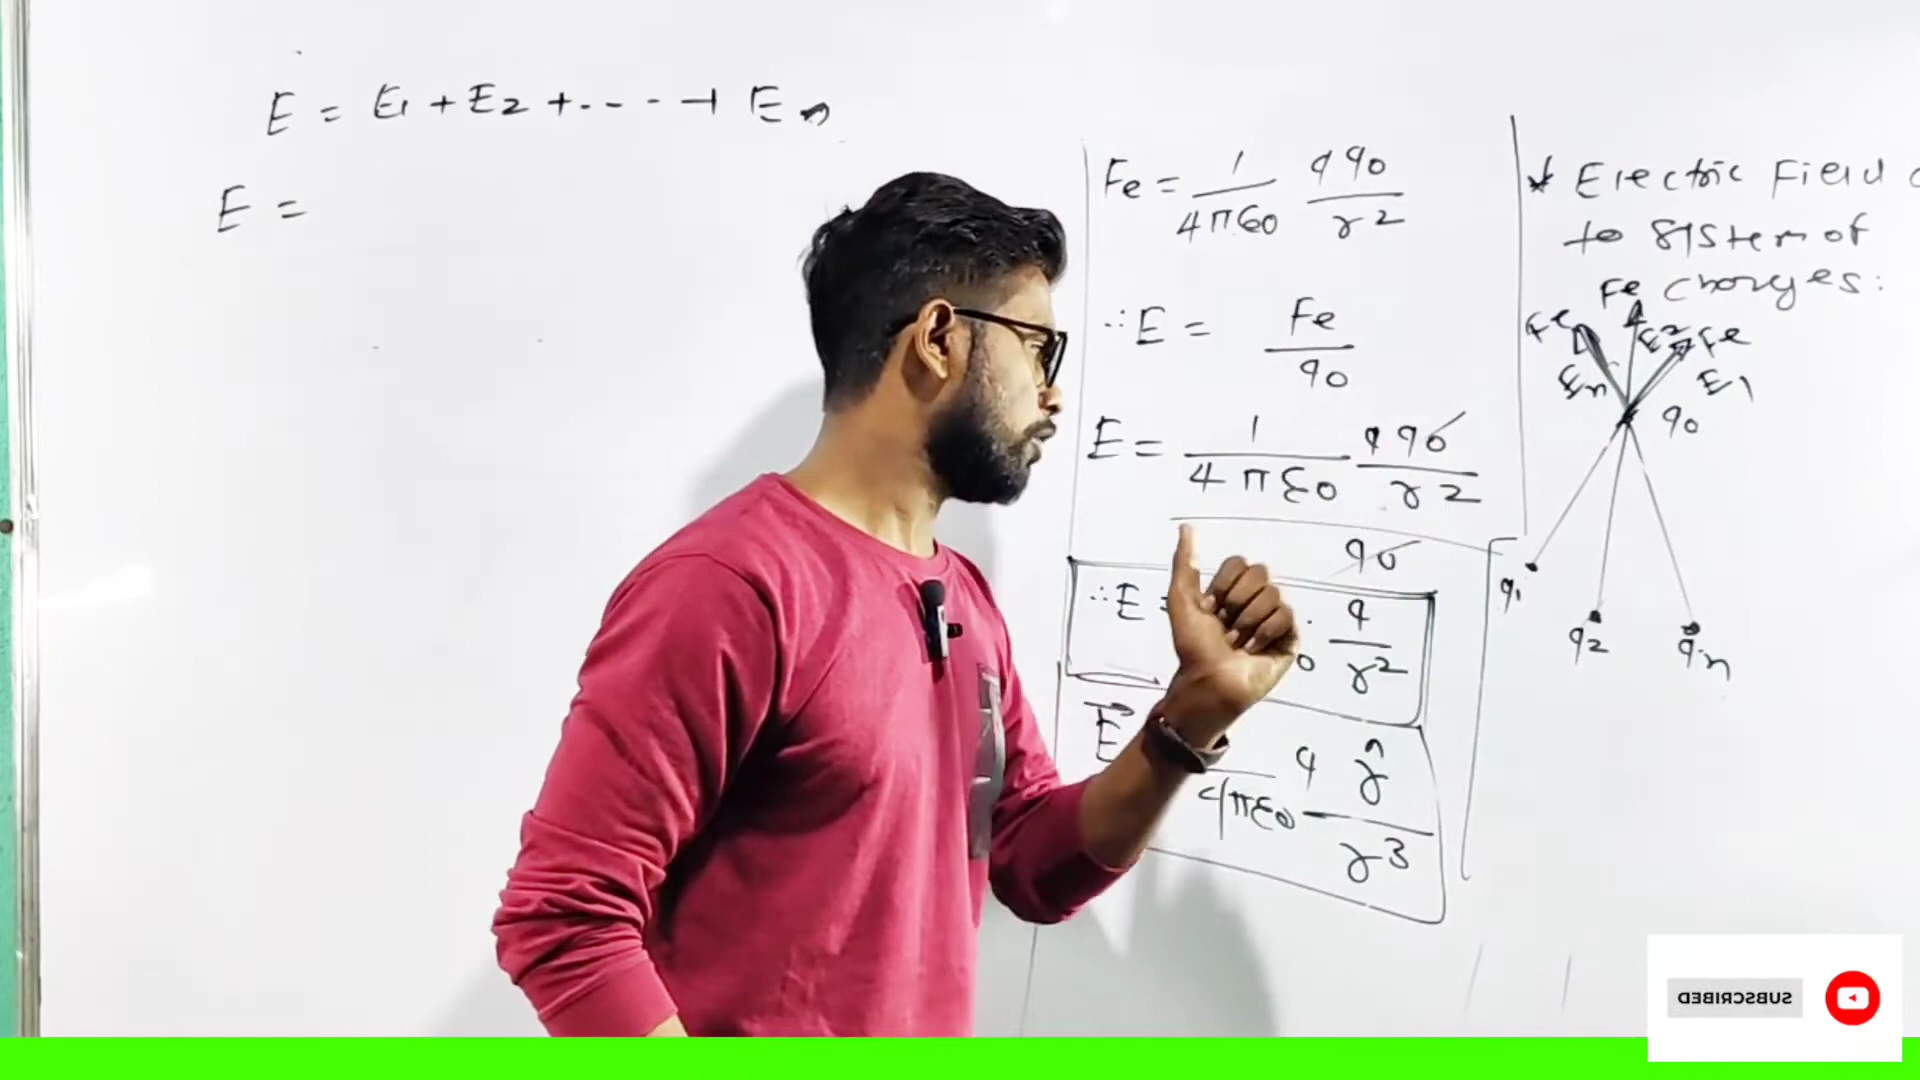 E = E1 + E2 + .... + En
E =
Fe = 1/4πϵ0 qq0/r2
∴ E = Fe/q0
E = 1/4πε0 qq0/r2
q0
∴ E = 0 . q/r2
E 4πε0 q r̂/r3
* Electric Field
to system of
charges:
Fe
Fe
E2
Fe
En
E1
q0
q1
q2
qn
SUBSCRIBED